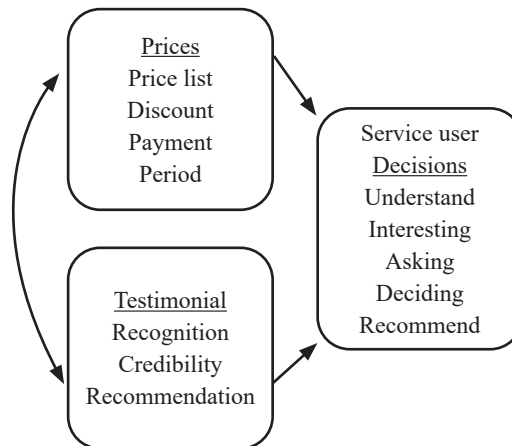 Prices
Price list
Discount
Payment
Period
Testimonial
Recognition
Credibility
Recommendation
Service user
Decisions
Understand
Interesting
Asking
Deciding
Recommend